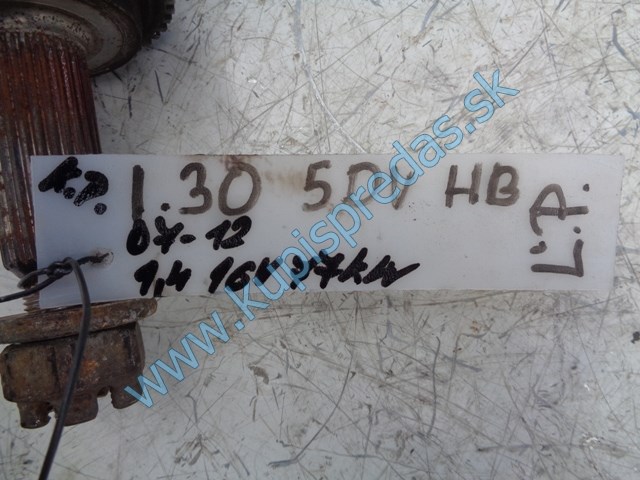 K.P. I.30 5DV HB
07-12
1,4 16V 77kW
Ľ.P.
www.kupispredas.sk